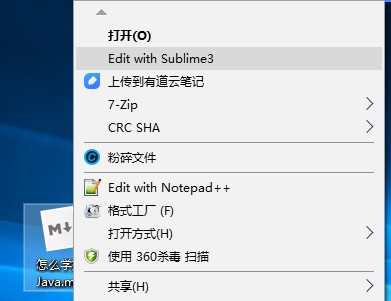 打开(O)
Edit with Sublime3
上传到有道云笔记
7-Zip
CRC SHA
粉碎文件
Edit with Notepad++
格式工厂 (F)
打开方式(H)
使用 360杀毒 扫描
共享(H)
M
怎么学
Java.m